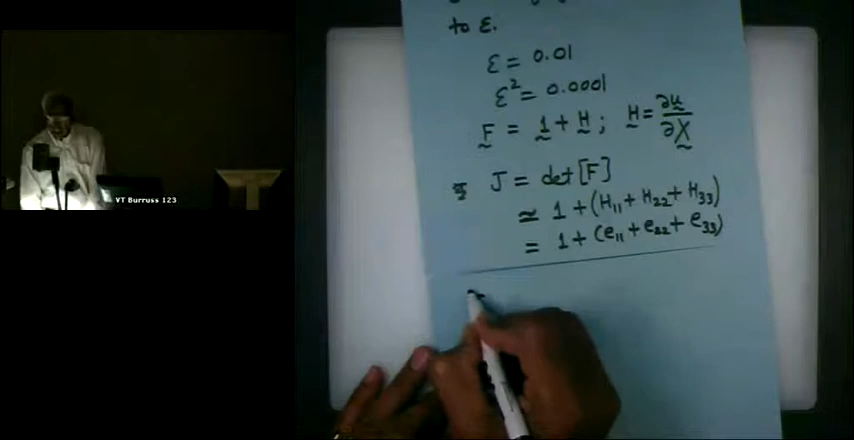 to ε.
ε = 0.01
ε² = 0.0001
F = 1 + H ; H = ∂u/∂X
J = det[F]
≃ 1 + (H₁₁ + H₂₂ + H₃₃)
= 1 + (e₁₁ + e₂₂ + e₃₃)
VT Burruss 123